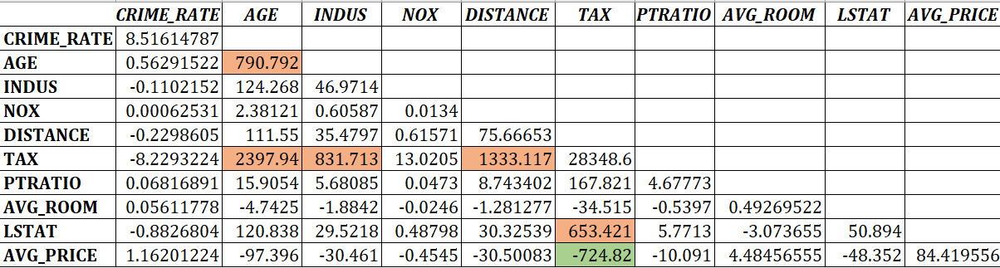 CRIME_RATE AGE INDUS NOX DISTANCE TAX PTRATIO AVG_ROOM LSTAT AVG_PRICE
CRIME_RATE 8.51614787
AGE 0.56291522 790.792
INDUS -0.1102152 124.268 46.9714
NOX 0.00062531 2.38121 0.60587 0.0134
DISTANCE -0.2298605 111.55 35.4797 0.61571 75.66653
TAX -8.2293224 2397.94 831.713 13.0205 1333.117 28348.6
PTRATIO 0.06816891 15.9054 5.68085 0.0473 8.743402 167.821 4.67773
AVG_ROOM 0.05611778 -4.7425 -1.8842 -0.0246 -1.281277 -34.515 -0.5397 0.49269522
LSTAT -0.8826804 120.838 29.5218 0.48798 30.32539 653.421 5.7713 -3.073655 50.894
AVG_PRICE 1.16201224 -97.396 -30.461 -0.4545 -30.50083 -724.82 -10.091 4.48456555 -48.352 84.419556